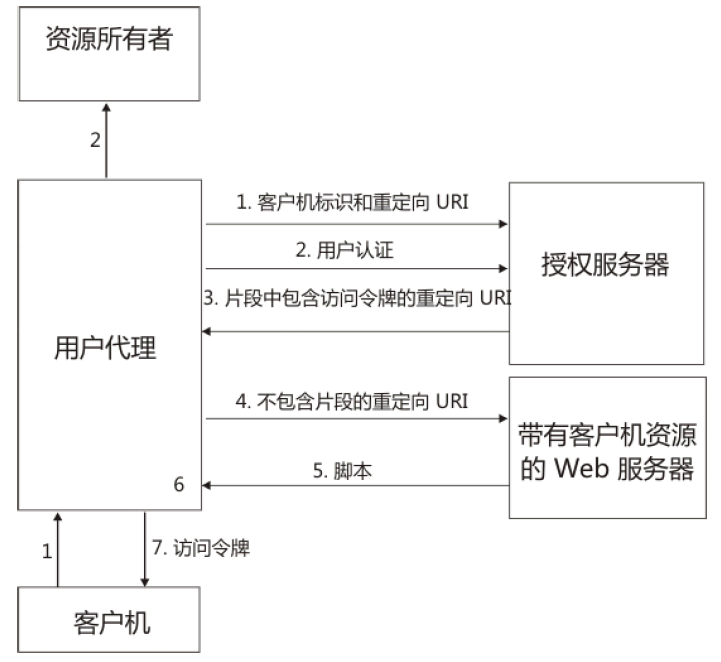 资源所有者
2
1. 客户机标识和重定向 URI
2. 用户认证
授权服务器
3. 片段中包含访问令牌的重定向 URI
用户代理
4. 不包含片段的重定向 URI
带有客户机资源
的 Web 服务器
5. 脚本
6
1
7. 访问令牌
客户机